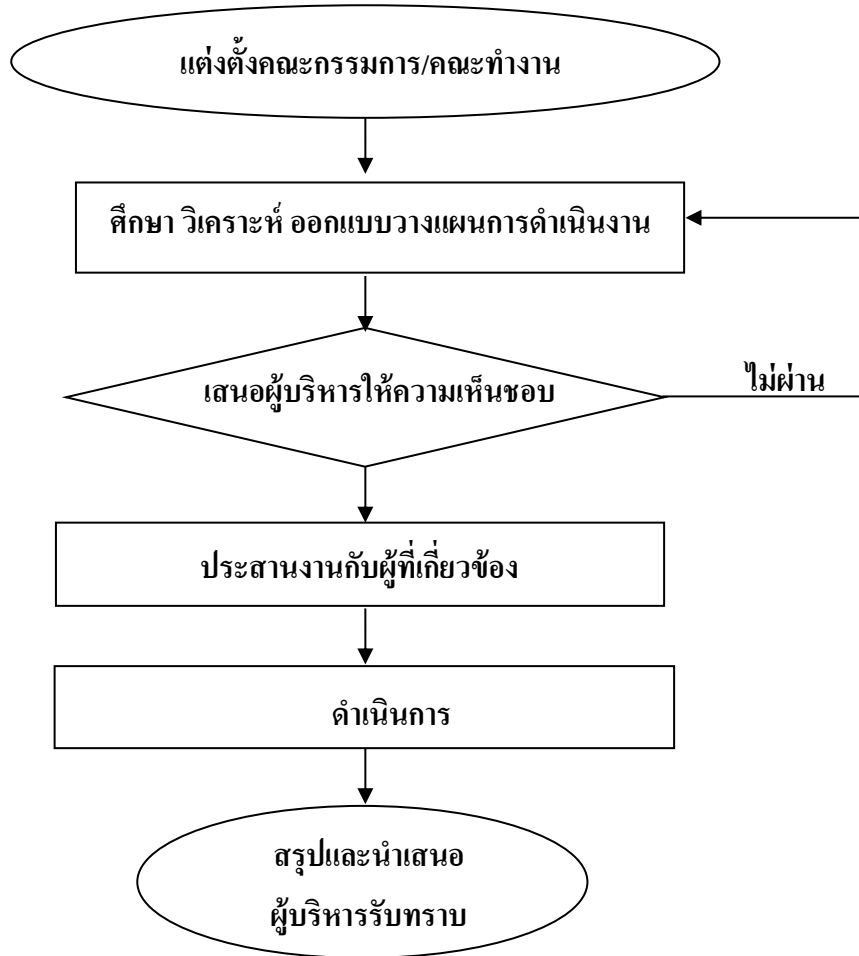 แต่งตั้งคณะกรรมการ/คณะทำงาน
ศึกษา วิเคราะห์ ออกแบบวางแผนการดำเนินงาน
เสนอผู้บริหารให้ความเห็นชอบ
ไม่ผ่าน
ประสานงานกับผู้ที่เกี่ยวข้อง
ดำเนินการ
สรุปและนำเสนอ
ผู้บริหารรับทราบ